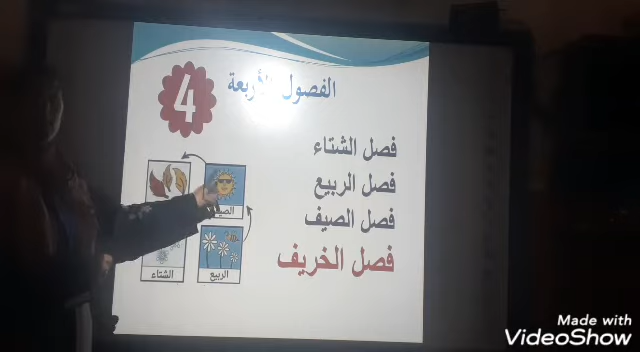 الفصول الأربعة
4
فصل الشتاء
فصل الربيع
فصل الصيف
فصل الخريف
الربيع
الشتاء
Made with
VideoShow